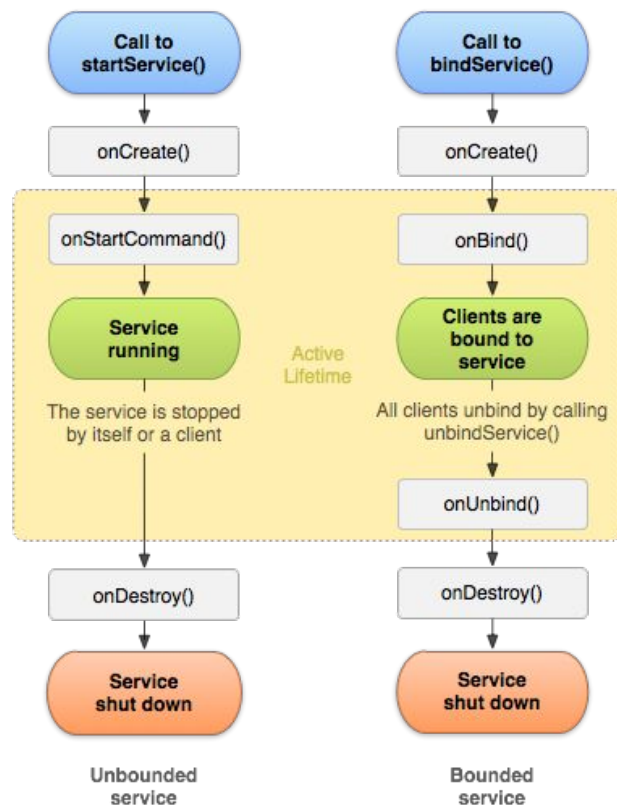 Call to
startService()
onCreate()
onStartCommand()
Service
running
The service is stopped
by itself or a client
onDestroy()
Service
shut down
Unbounded
service
Active
Lifetime
Call to
bindService()
onCreate()
onBind()
Clients are
bound to
service
All clients unbind by calling
unbindService()
onUnbind()
onDestroy()
Service
shut down
Bounded
service